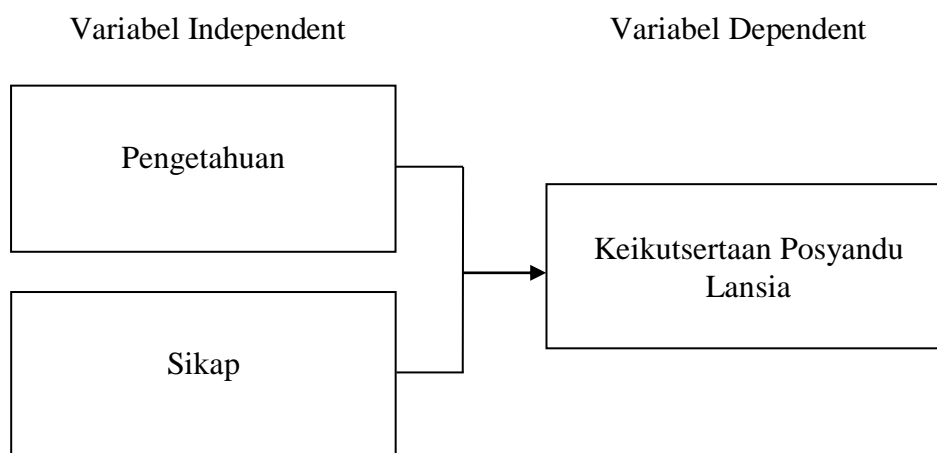 Variabel Independent
Variabel Dependent
Pengetahuan
Keikutsertaan Posyandu
Lansia
Sikap